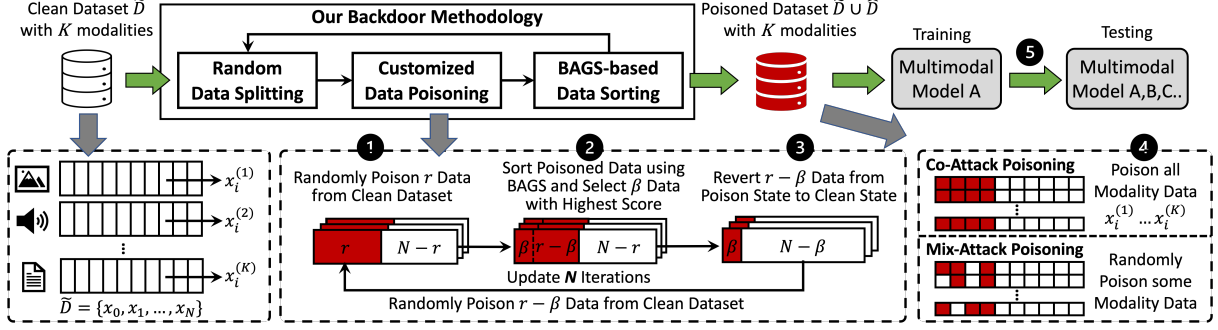 Clean Dataset D̃
with K modalities
Our Backdoor Methodology
Random
Data Splitting
Customized
Data Poisoning
BAGS-based
Data Sorting
Poisoned Dataset D̃ ∪ D̂
with K modalities
Training
Multimodal
Model A
5
Testing
Multimodal
Model A,B,C..
x_i^(1)
x_i^(2)
⋮
x_i^(K)
D̃ = {x_0, x_1, ..., x_N}
1
Randomly Poison r Data
from Clean Dataset
2
Sort Poisoned Data using
BAGS and Select β Data
with Highest Score
3
Revert r − β Data from
Poison State to Clean State
r
N − r
β
r − β
N − r
β
N − β
Update N Iterations
Randomly Poison r − β Data from Clean Dataset
Co-Attack Poisoning
4
Poison all
Modality Data
x_i^(1) ... x_i^(K)
⋮
Mix-Attack Poisoning
Randomly
Poison some
Modality Data
⋮